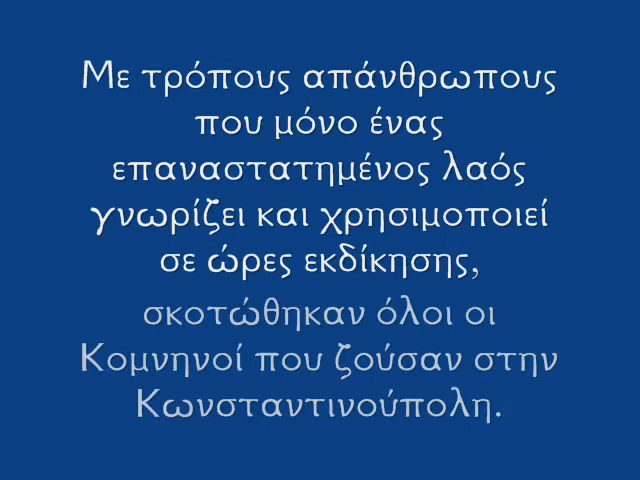 Με τρόπους απάνθρωπους
που μόνο ένας
επαναστατημένος λαός
γνωρίζει και χρησιμοποιεί
σε ώρες εκδίκησης,
σκοτώθηκαν όλοι οι
Κομνηνοί που ζούσαν στην
Κωνσταντινούπολη.